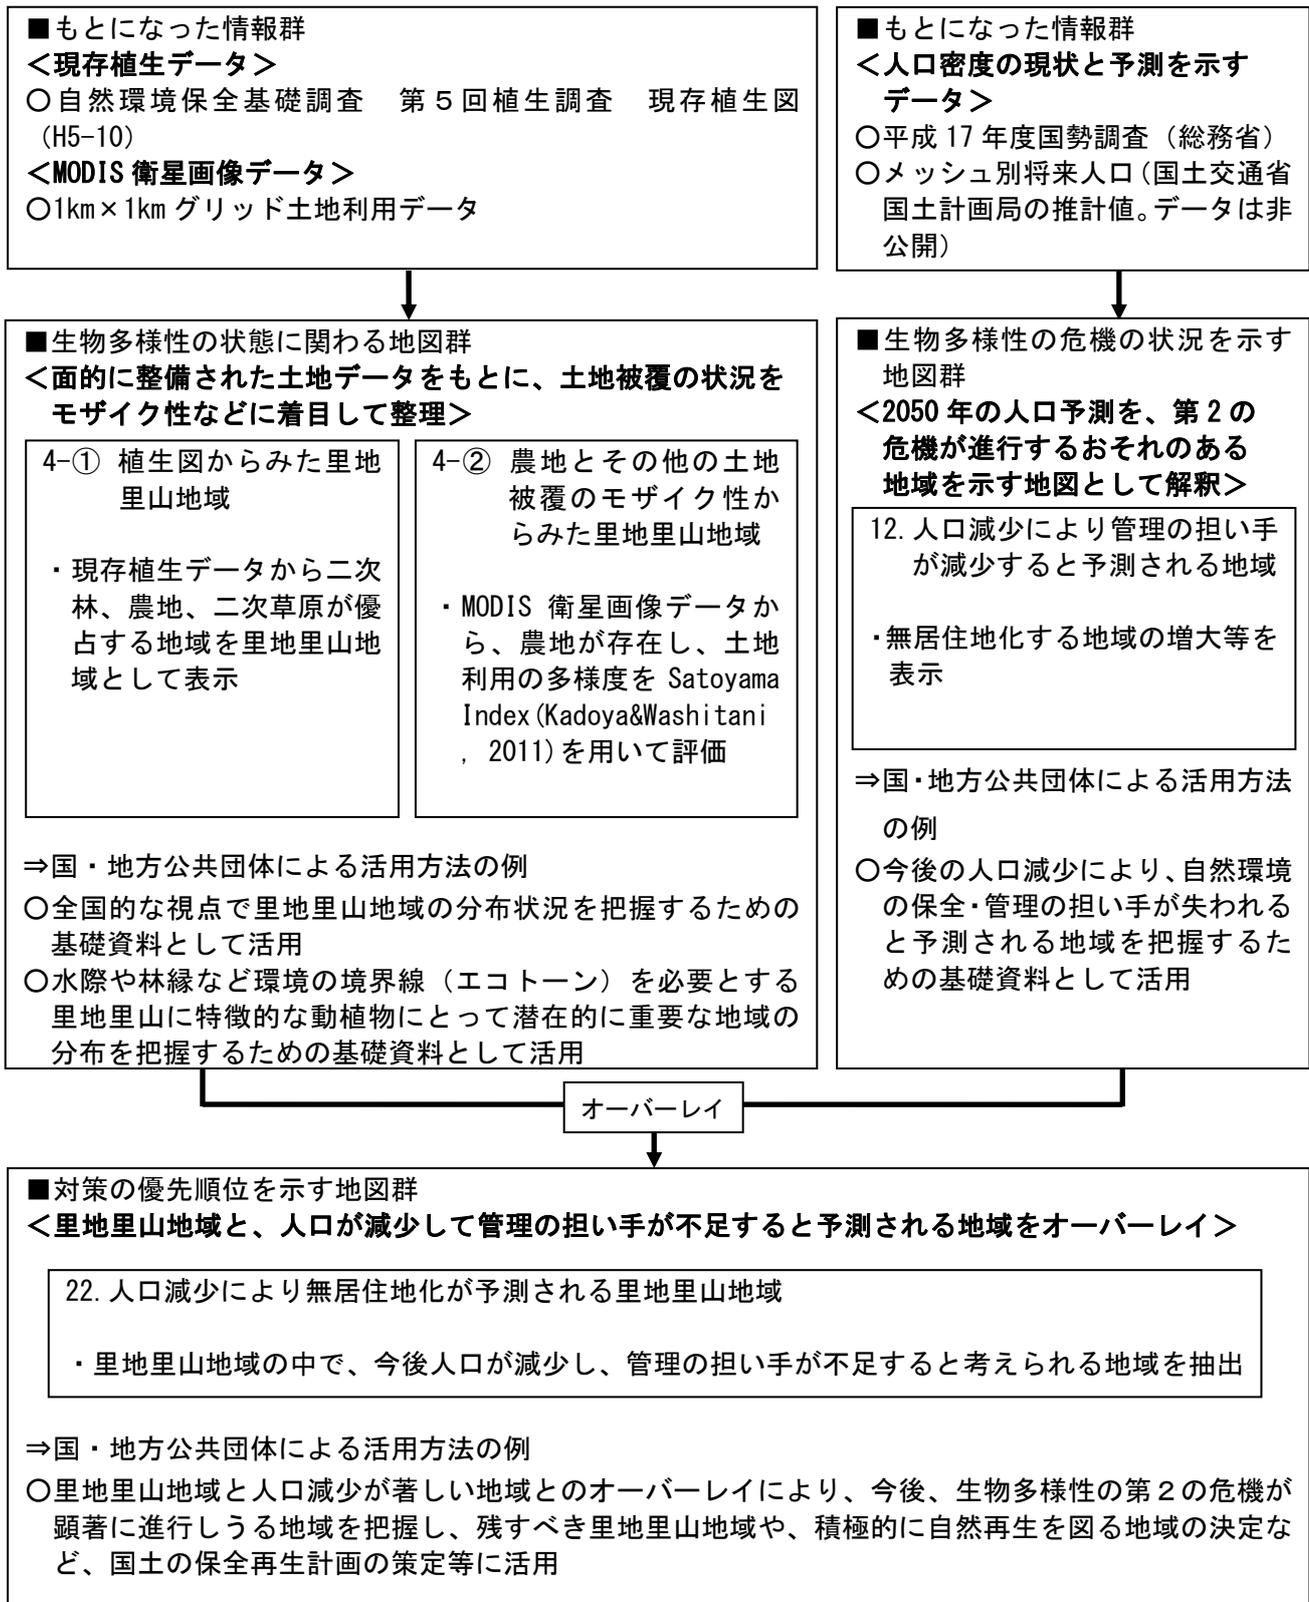 ■もとになった情報群
＜現存植生データ＞
○自然環境保全基礎調査　第５回植生調査　現存植生図
（H5-10）
＜MODIS 衛星画像データ＞
○1km×1km グリッド土地利用データ
■もとになった情報群
＜人口密度の現状と予測を示す
データ＞
○平成 17 年度国勢調査（総務省）
○メッシュ別将来人口（国土交通省
国土計画局の推計値。データは非
公開）
■生物多様性の状態に関わる地図群
＜面的に整備された土地データをもとに、土地被覆の状況を
モザイク性などに着目して整理＞
4-① 植生図からみた里地
里山地域
・現存植生データから二次
林、農地、二次草原が優
占する地域を里地里山地
域として表示
4-② 農地とその他の土地
被覆のモザイク性か
らみた里地里山地域
・MODIS 衛星画像データか
ら、農地が存在し、土地
利用の多様度を Satoyama
Index(Kadoya&Washitani
, 2011)を用いて評価
⇒国・地方公共団体による活用方法の例
○全国的な視点で里地里山地域の分布状況を把握するための
基礎資料として活用
○水際や林縁など環境の境界線（エコトーン）を必要とする
里地里山に特徴的な動植物にとって潜在的に重要な地域の
分布を把握するための基礎資料として活用
■生物多様性の危機の状況を示す
地図群
＜2050 年の人口予測を、第 2 の
危機が進行するおそれのある
地域を示す地図として解釈＞
12. 人口減少により管理の担い手
が減少すると予測される地域
・無居住地化する地域の増大等を
表示
⇒国・地方公共団体による活用方法
の例
○今後の人口減少により、自然環境
の保全・管理の担い手が失われる
と予測される地域を把握するた
めの基礎資料として活用
オーバーレイ
■対策の優先順位を示す地図群
＜里地里山地域と、人口が減少して管理の担い手が不足すると予測される地域をオーバーレイ＞
22. 人口減少により無居住地化が予測される里地里山地域
・里地里山地域の中で、今後人口が減少し、管理の担い手が不足すると考えられる地域を抽出
⇒国・地方公共団体による活用方法の例
○里地里山地域と人口減少が著しい地域とのオーバーレイにより、今後、生物多様性の第２の危機が
顕著に進行しうる地域を把握し、残すべき里地里山地域や、積極的に自然再生を図る地域の決定な
ど、国土の保全再生計画の策定等に活用